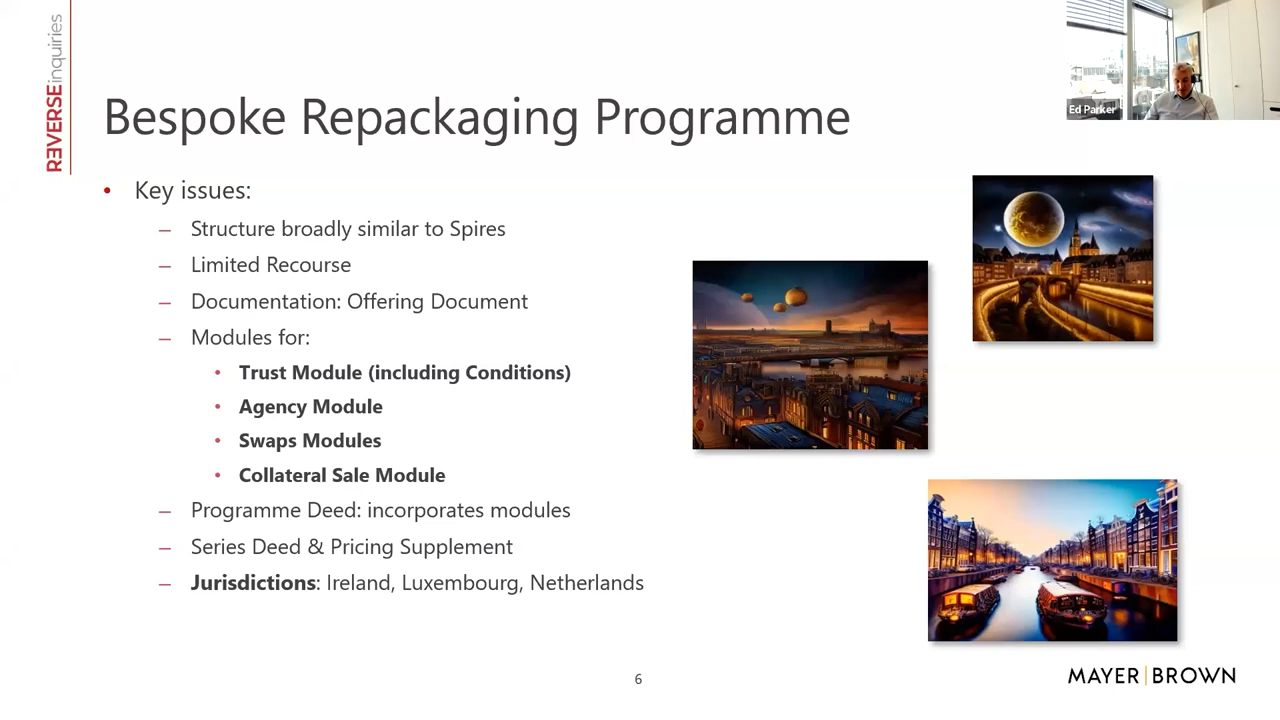 REVERSEinquiries
Ed Parker
Bespoke Repackaging Programme
• Key issues:
– Structure broadly similar to Spires
– Limited Recourse
– Documentation: Offering Document
– Modules for:
• Trust Module (including Conditions)
• Agency Module
• Swaps Modules
• Collateral Sale Module
– Programme Deed: incorporates modules
– Series Deed & Pricing Supplement
– Jurisdictions: Ireland, Luxembourg, Netherlands
6
MAYER|BROWN